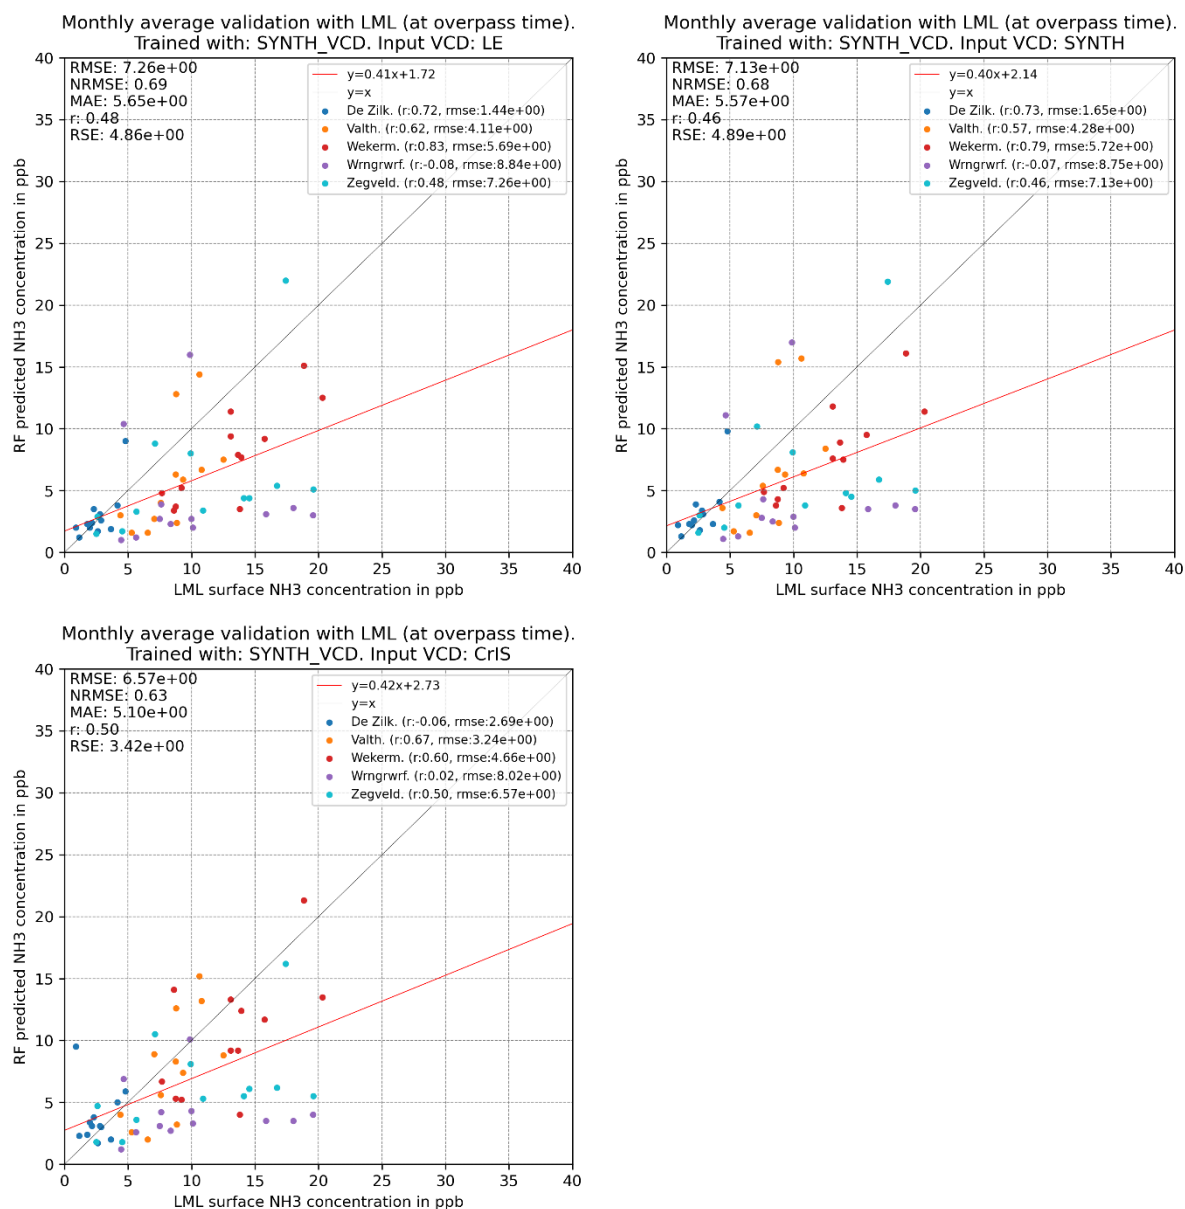 Monthly average validation with LML (at overpass time).
Trained with: SYNTH_VCD. Input VCD: LE
RMSE: 7.26e+00
NRMSE: 0.69
MAE: 5.65e+00
r: 0.48
RSE: 4.86e+00
y=0.41x+1.72
y=x
De Zilk. (r:0.72, rmse:1.44e+00)
Valth. (r:0.62, rmse:4.11e+00)
Wekerm. (r:0.83, rmse:5.69e+00)
Wrngrwrf. (r:-0.08, rmse:8.84e+00)
Zegveld. (r:0.48, rmse:7.26e+00)
RF predicted NH3 concentration in ppb
40
35
30
25
20
15
10
5
0
0 5 10 15 20 25 30 35 40
LML surface NH3 concentration in ppb
Monthly average validation with LML (at overpass time).
Trained with: SYNTH_VCD. Input VCD: SYNTH
RMSE: 7.13e+00
NRMSE: 0.68
MAE: 5.57e+00
r: 0.46
RSE: 4.89e+00
y=0.40x+2.14
y=x
De Zilk. (r:0.73, rmse:1.65e+00)
Valth. (r:0.57, rmse:4.28e+00)
Wekerm. (r:0.79, rmse:5.72e+00)
Wrngrwrf. (r:-0.07, rmse:8.75e+00)
Zegveld. (r:0.46, rmse:7.13e+00)
RF predicted NH3 concentration in ppb
40
35
30
25
20
15
10
5
0
0 5 10 15 20 25 30 35 40
LML surface NH3 concentration in ppb
Monthly average validation with LML (at overpass time).
Trained with: SYNTH_VCD. Input VCD: CrIS
RMSE: 6.57e+00
NRMSE: 0.63
MAE: 5.10e+00
r: 0.50
RSE: 3.42e+00
y=0.42x+2.73
y=x
De Zilk. (r:-0.06, rmse:2.69e+00)
Valth. (r:0.67, rmse:3.24e+00)
Wekerm. (r:0.60, rmse:4.66e+00)
Wrngrwrf. (r:0.02, rmse:8.02e+00)
Zegveld. (r:0.50, rmse:6.57e+00)
RF predicted NH3 concentration in ppb
40
35
30
25
20
15
10
5
0
0 5 10 15 20 25 30 35 40
LML surface NH3 concentration in ppb